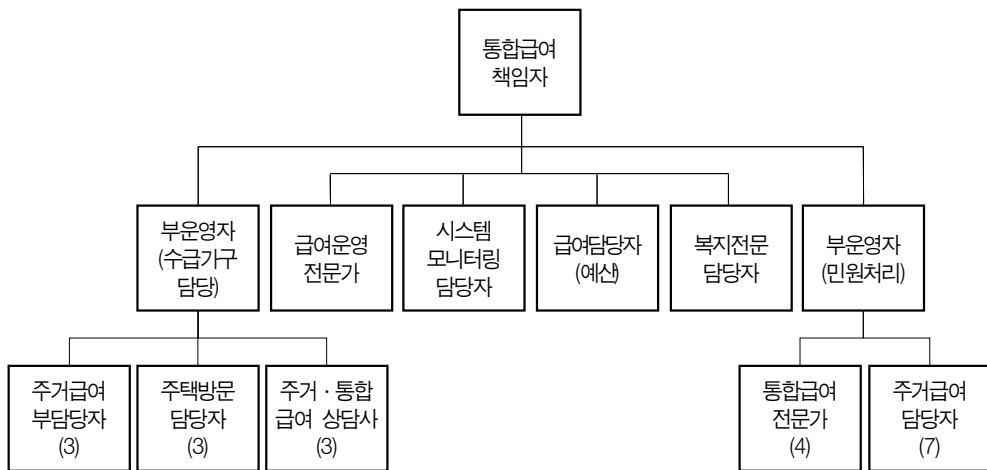 통합급여
책임자
부운영자
(수급가구
담당)
급여운영
전문가
시스템
모니터링
담당자
급여담당자
(예산)
복지전문
담당자
부운영자
(민원처리)
주거급여
부담당자
(3)
주택방문
담당자
(3)
주거 · 통합
급여 상담사
(3)
통합급여
전문가
(4)
주거급여
담당자
(7)